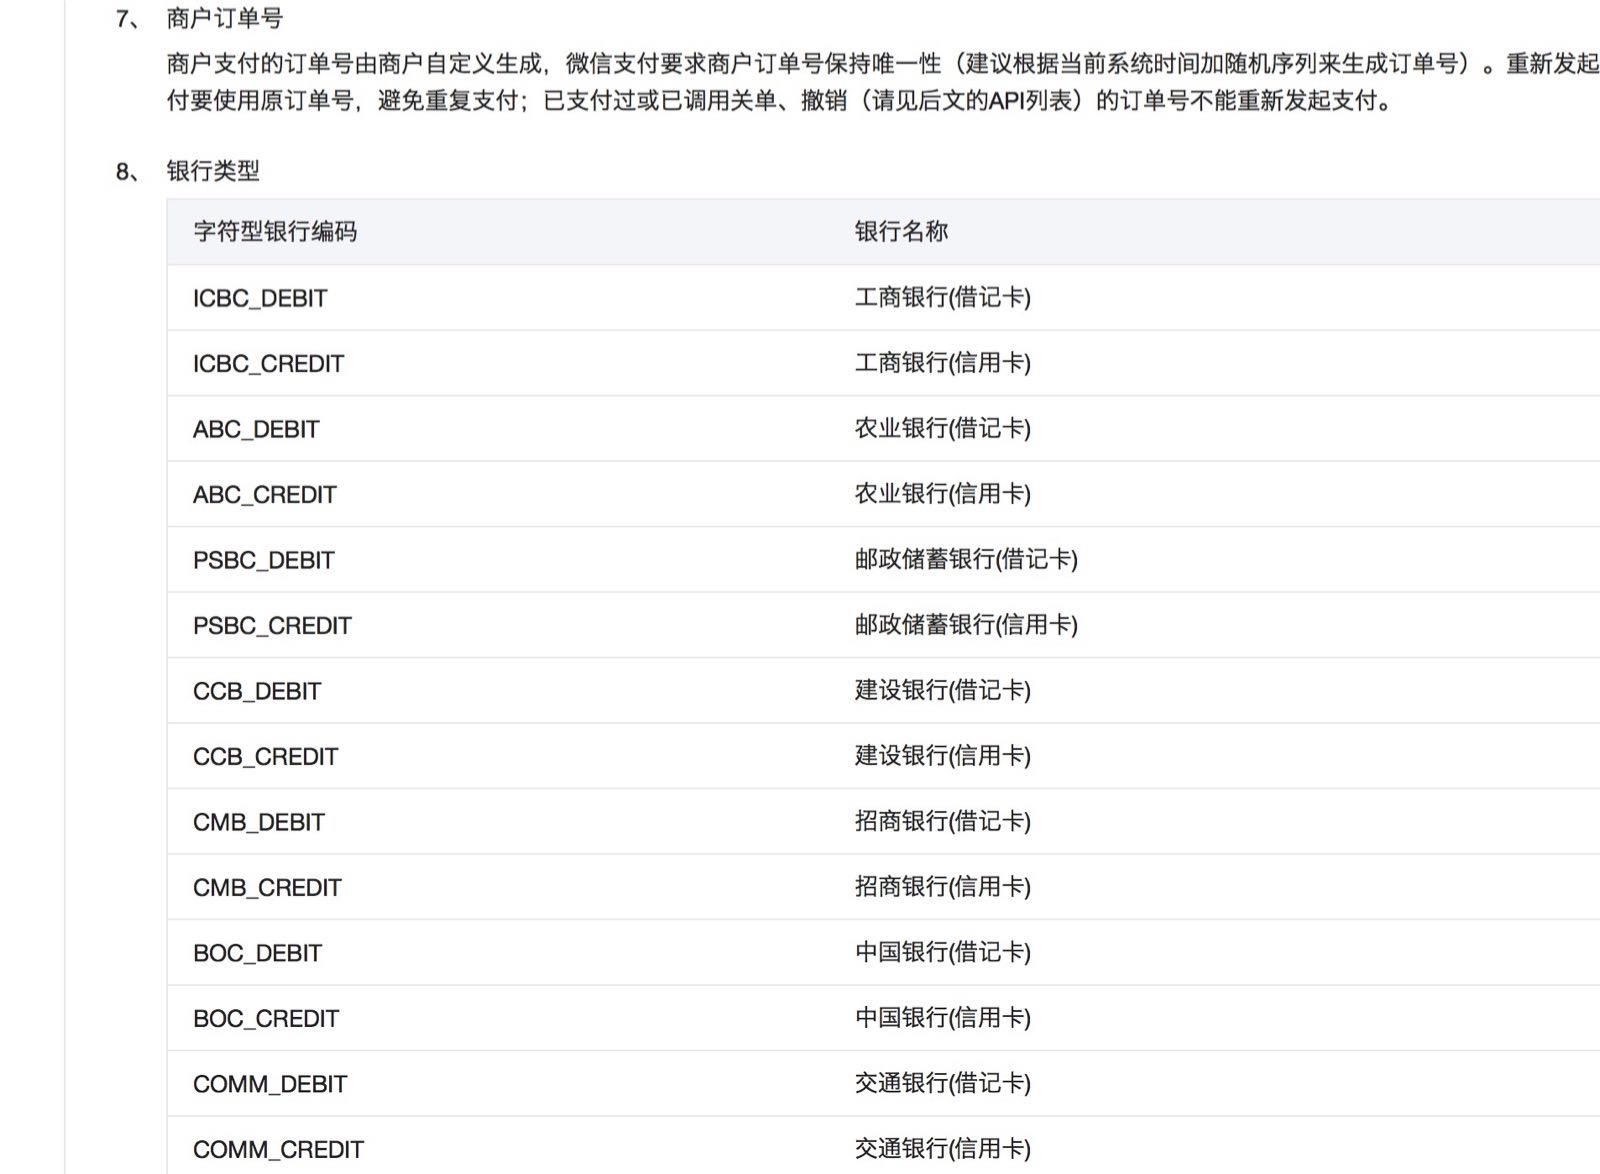 7、 商户订单号
商户支付的订单号由商户自定义生成，微信支付要求商户订单号保持唯一性（建议根据当前系统时间加随机序列来生成订单号）。重新发起
付要使用原订单号，避免重复支付；已支付过或已调用关单、撤销（请见后文的API列表）的订单号不能重新发起支付。
8、 银行类型
字符型银行编码 银行名称
ICBC_DEBIT 工商银行(借记卡)
ICBC_CREDIT 工商银行(信用卡)
ABC_DEBIT 农业银行(借记卡)
ABC_CREDIT 农业银行(信用卡)
PSBC_DEBIT 邮政储蓄银行(借记卡)
PSBC_CREDIT 邮政储蓄银行(信用卡)
CCB_DEBIT 建设银行(借记卡)
CCB_CREDIT 建设银行(信用卡)
CMB_DEBIT 招商银行(借记卡)
CMB_CREDIT 招商银行(信用卡)
BOC_DEBIT 中国银行(借记卡)
BOC_CREDIT 中国银行(信用卡)
COMM_DEBIT 交通银行(借记卡)
COMM_CREDIT 交通银行(信用卡)